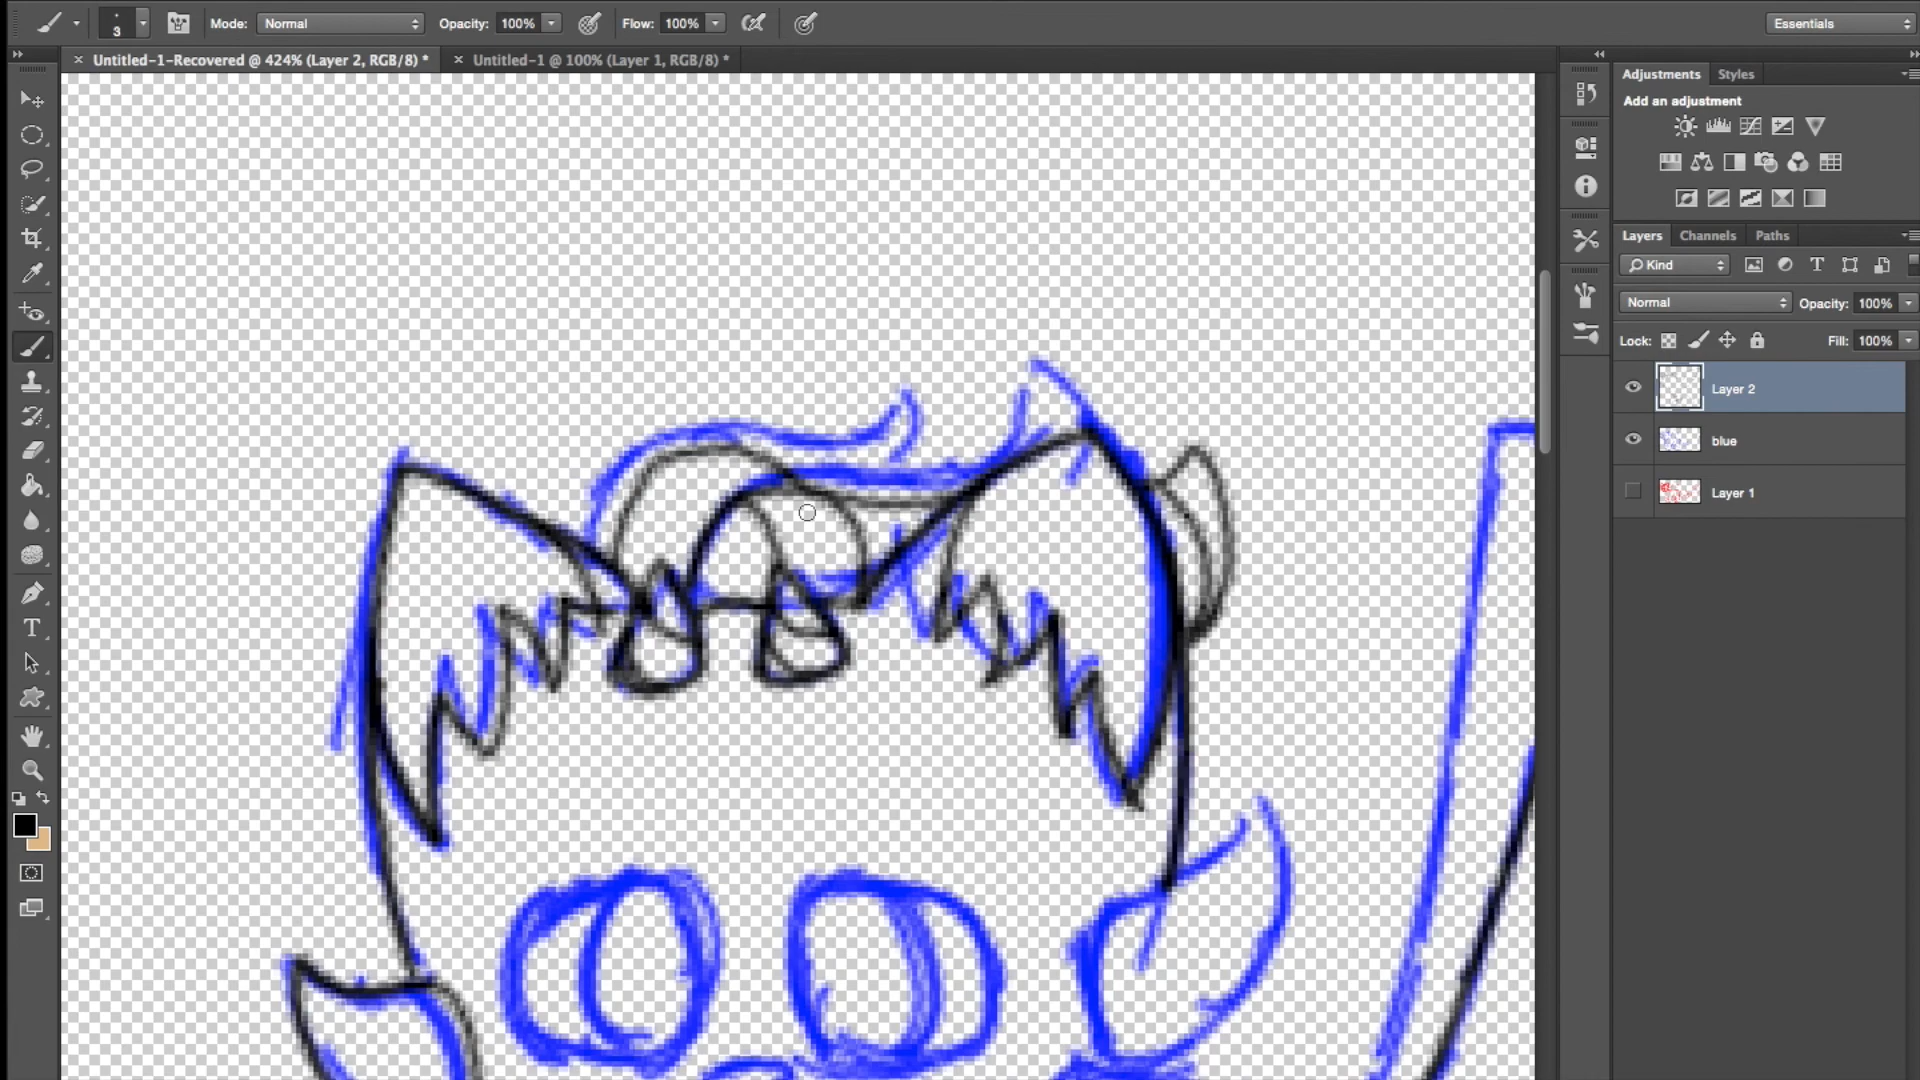 3 Mode: Normal Opacity: 100% Flow: 100% Essentials
Untitled-1-Recovered @ 424% (Layer 2, RGB/8) * Untitled-1 @ 100% (Layer 1, RGB/8) *
Adjustments Styles
Add an adjustment
Layers Channels Paths
Kind
Normal Opacity: 100%
Lock: Fill: 100%
Layer 2
blue
Layer 1